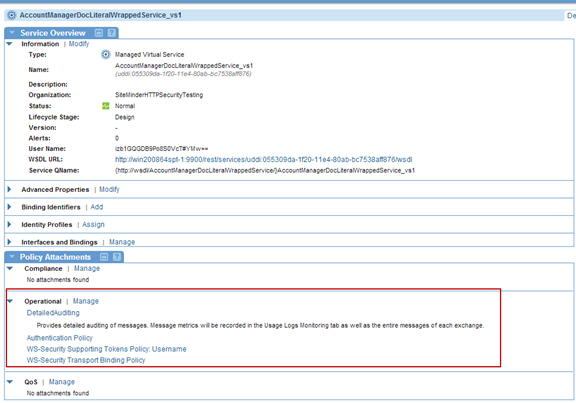 AccountManagerDocLiteralWrappedService_vs1
De
Service Overview
Information | Modify
Type: Managed Virtual Service
Name: AccountManagerDocLiteralWrappedService_vs1
(uddi:055309da-1f20-11e4-80ab-bc7538aff876)
Description:
Organization: SiteMinderHTTPSecurityTesting
Status: Normal
Lifecycle Stage: Design
Version: -
Alerts: 0
User Name: izb1GQGDB9Po8S0VcT#YMw==
WSDL URL: http://win200864spt-1:9900/rest/services/uddi:055309da-1f20-11e4-80ab-bc7538aff876/wsdl
Service QName: {http://wsdl/AccountManagerDocLiteralWrappedService/}AccountManagerDocLiteralWrappedService_vs1
Advanced Properties | Modify
Binding Identifiers | Add
Identity Profiles | Assign
Interfaces and Bindings | Manage
Policy Attachments
Compliance | Manage
No attachments found
Operational | Manage
DetailedAuditing
Provides detailed auditing of messages. Message metrics will be recorded in the Usage Logs Monitoring tab as well as the entire messages of each exchange.
Authentication Policy
WS-Security Supporting Tokens Policy: Username
WS-Security Transport Binding Policy
QoS | Manage
No attachments found